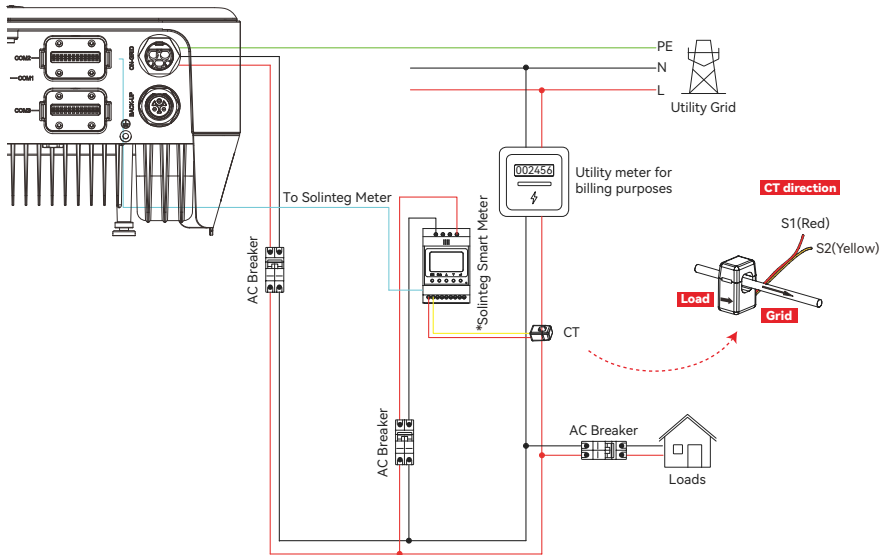 COM2
COM1
COM3
ON-GRID
BACK-UP
PE
N
L
Utility Grid
002456
Utility meter for
billing purposes
CT direction
S1(Red)
S2(Yellow)
Load
Grid
To Solinteg Meter
*Solinteg Smart Meter
AC Breaker
CT
AC Breaker
AC Breaker
Loads